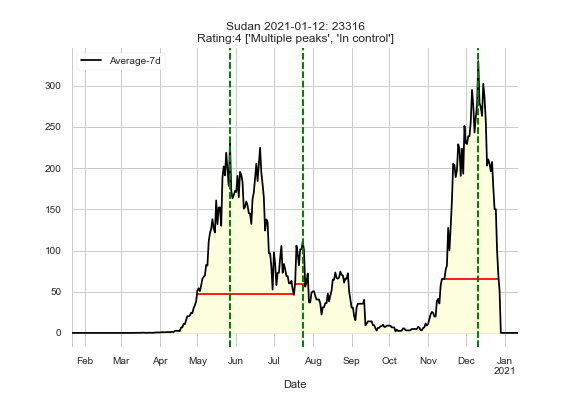 Sudan 2021-01-12: 23316
Rating:4 ['Multiple peaks', 'In control']
Average-7d
300
250
200
150
100
50
0
Feb Mar Apr May Jun Jul Aug Sep Oct Nov Dec Jan
2021
Date